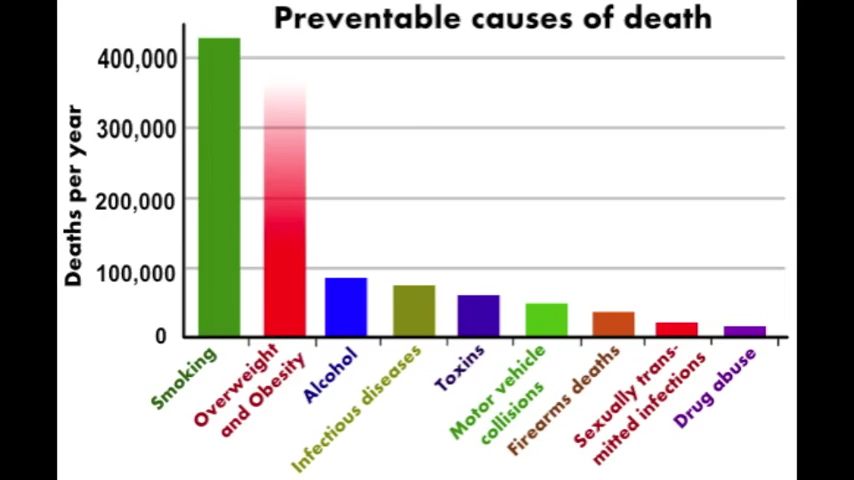 Preventable causes of death
Deaths per year
400,000
300,000
200,000
100,000
0
Smoking
Overweight
and Obesity
Alcohol
Infectious diseases
Toxins
Motor vehicle
collisions
Firearms deaths
Sexually trans-
mitted infections
Drug abuse